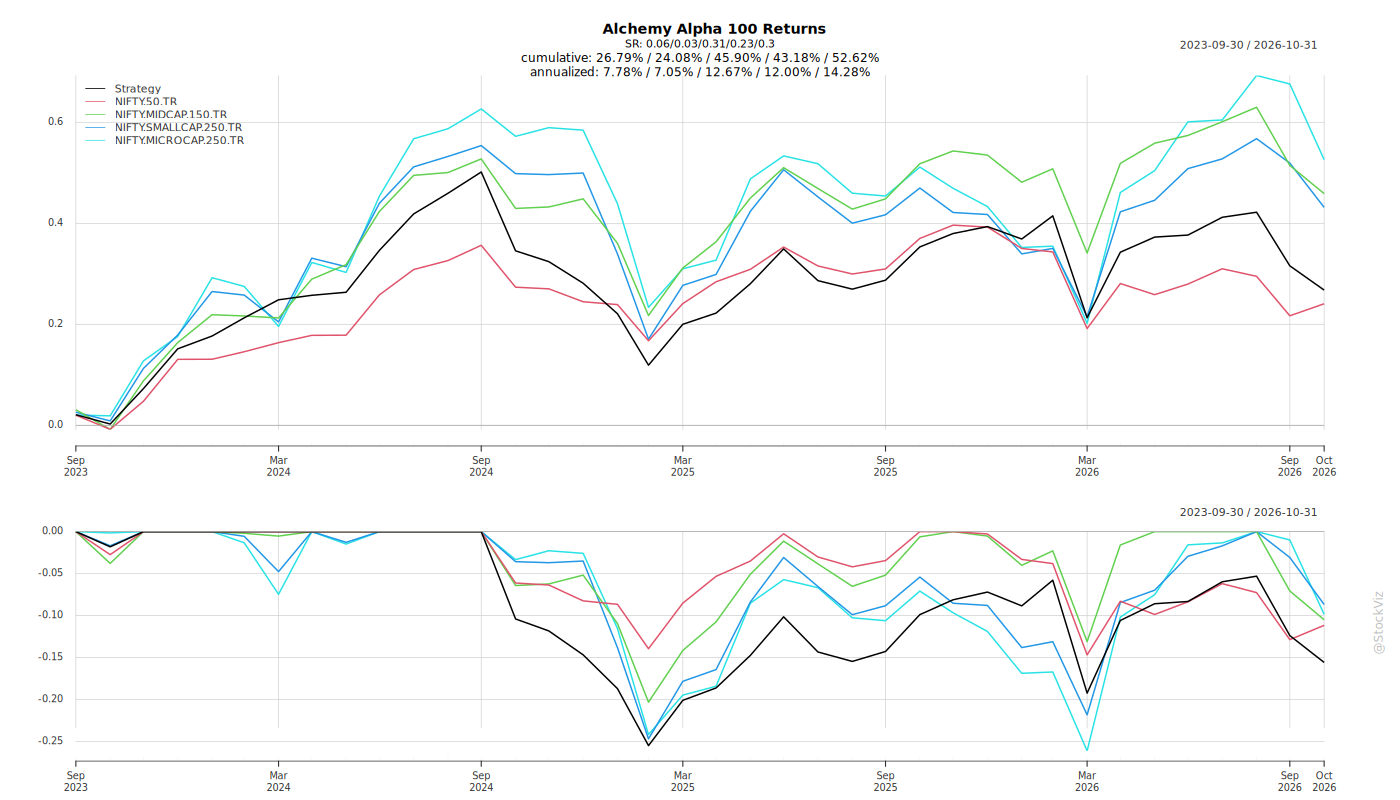 Alchemy Alpha 100 Returns
SR: 0.06/0.03/0.31/0.23/0.3
cumulative: 26.79% / 24.08% / 45.90% / 43.18% / 52.62%
annualized: 7.78% / 7.05% / 12.67% / 12.00% / 14.28%
2023-09-30 / 2026-10-31
Strategy
NIFTY.50.TR
NIFTY.MIDCAP.150.TR
NIFTY.SMALLCAP.250.TR
NIFTY.MICROCAP.250.TR
0.6
0.4
0.2
0.0
Sep Mar Sep Mar Sep Mar Sep Oct
2023 2024 2024 2025 2025 2026 2026 2026
2023-09-30 / 2026-10-31
0.00
-0.05
-0.10
-0.15
-0.20
-0.25
Sep Mar Sep Mar Sep Mar Sep Oct
2023 2024 2024 2025 2025 2026 2026 2026
@StockViz